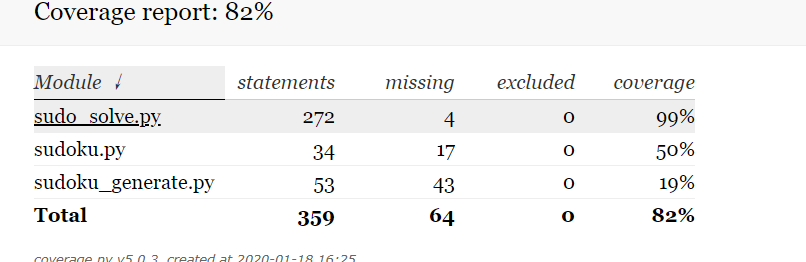 Coverage report: 82%
Module ↓ statements missing excluded coverage
sudo_solve.py 272 4 0 99%
sudoku.py 34 17 0 50%
sudoku_generate.py 53 43 0 19%
Total 359 64 0 82%
coverage.py v5.0.3, created at 2020-01-18 16:25